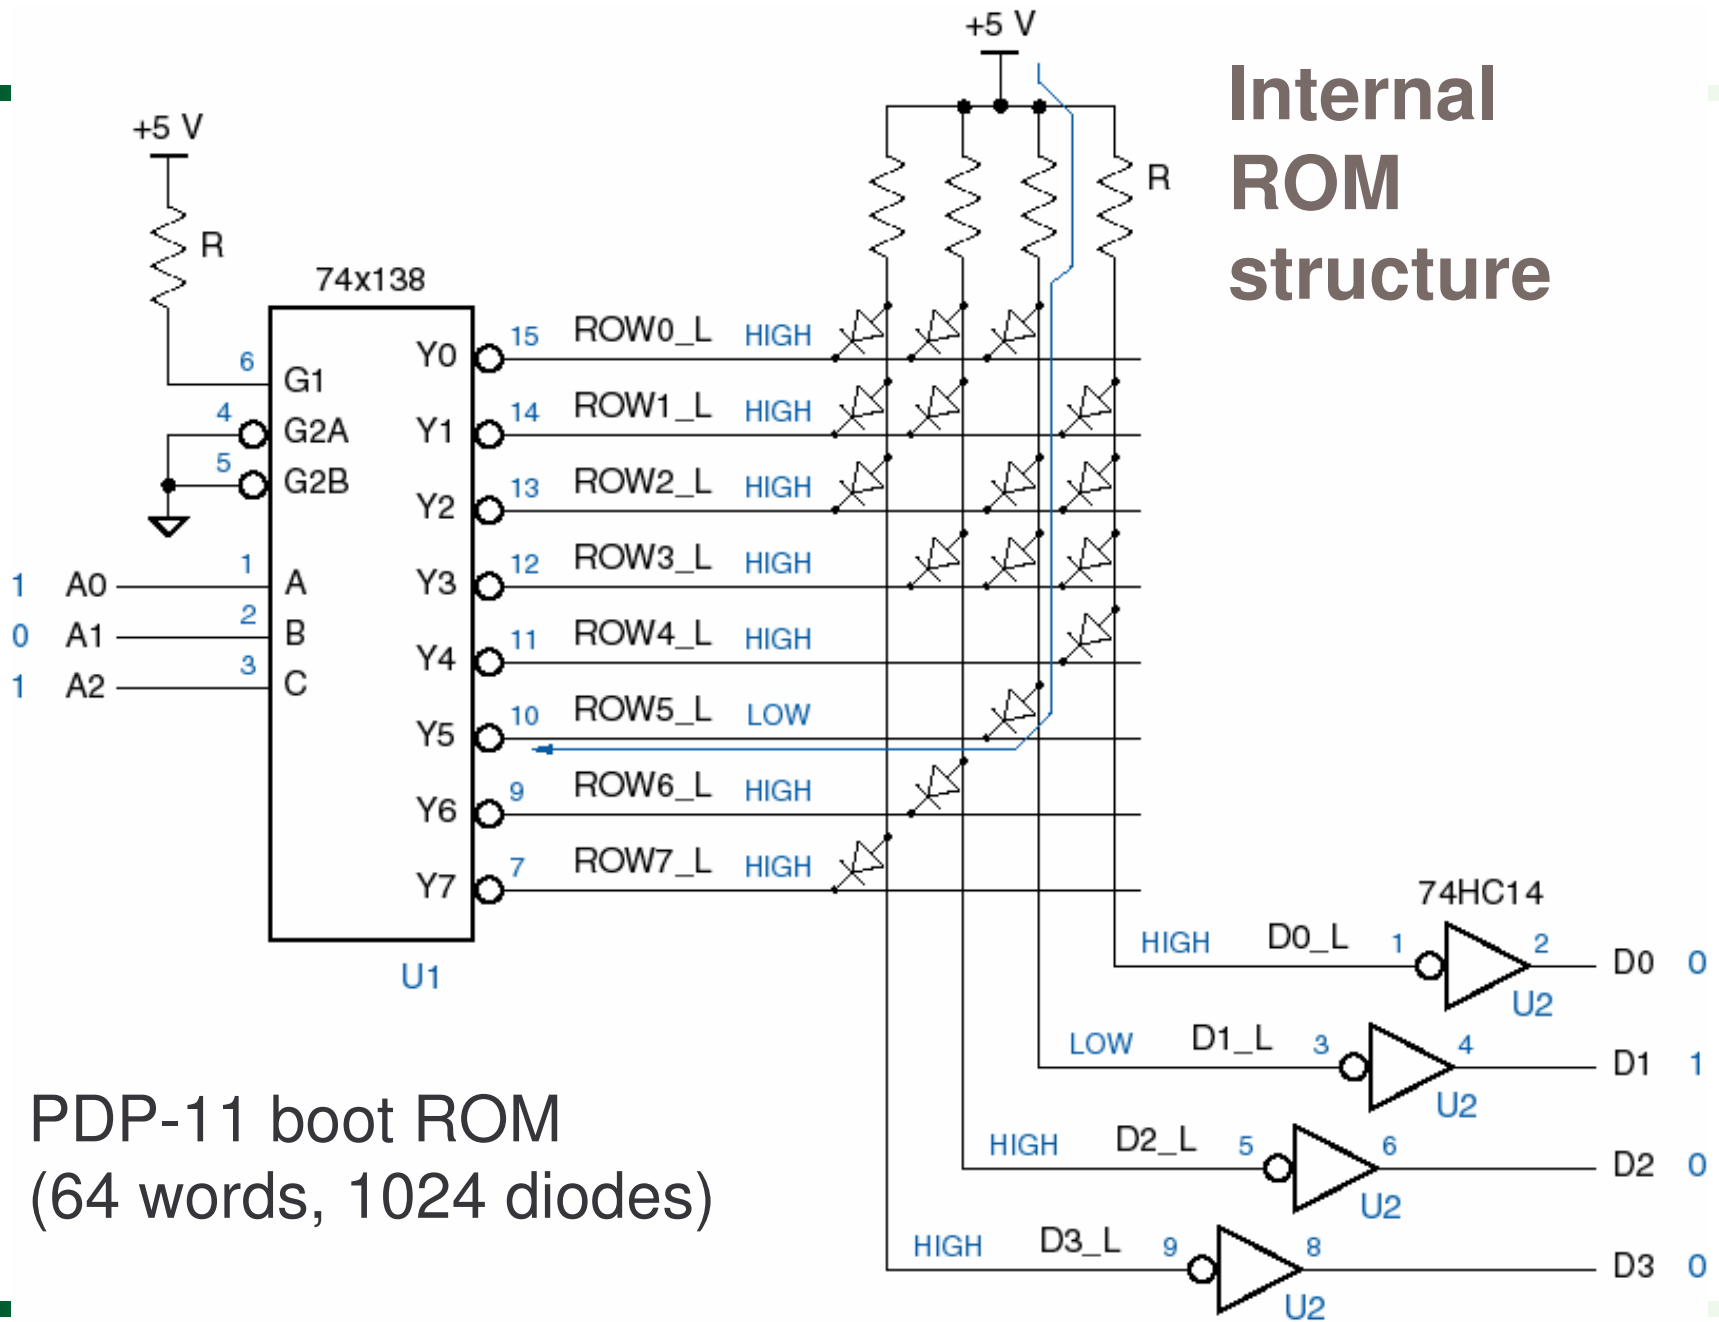 +5 V
Internal
ROM
structure
+5 V
R
R
74x138
6 G1
4 G2A
5 G2B
1 A0 1 A
0 A1 2 B
1 A2 3 C
Y0 15 ROW0_L HIGH
Y1 14 ROW1_L HIGH
Y2 13 ROW2_L HIGH
Y3 12 ROW3_L HIGH
Y4 11 ROW4_L HIGH
Y5 10 ROW5_L LOW
Y6 9 ROW6_L HIGH
Y7 7 ROW7_L HIGH
U1
74HC14
HIGH D0_L 1 2 D0 0
U2
LOW D1_L 3 4 D1 1
U2
HIGH D2_L 5 6 D2 0
U2
HIGH D3_L 9 8 D3 0
U2
PDP-11 boot ROM
(64 words, 1024 diodes)